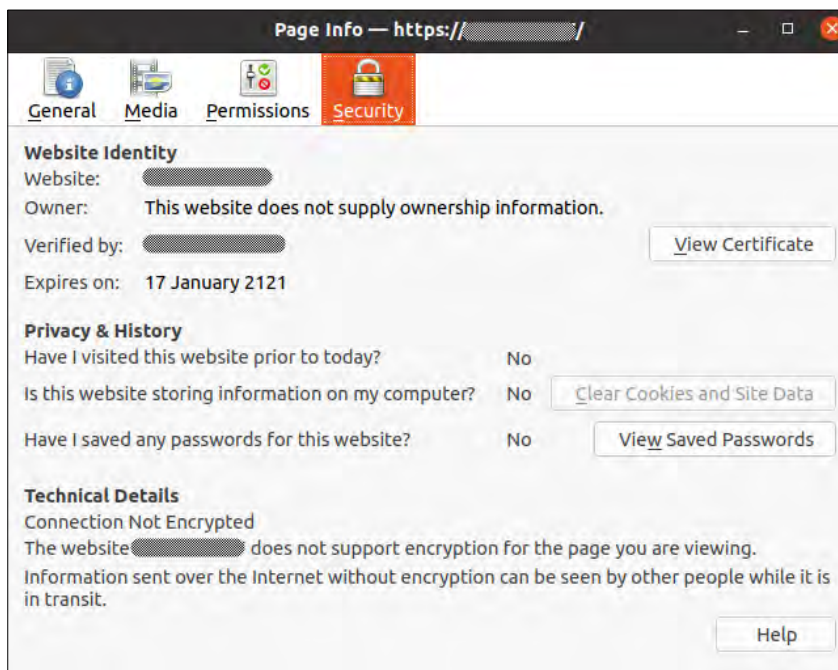 Page Info — https:// /
General Media Permissions Security
Website Identity
Website:
Owner: This website does not supply ownership information.
Verified by: View Certificate
Expires on: 17 January 2121
Privacy & History
Have I visited this website prior to today? No
Is this website storing information on my computer? No Clear Cookies and Site Data
Have I saved any passwords for this website? No View Saved Passwords
Technical Details
Connection Not Encrypted
The website does not support encryption for the page you are viewing.
Information sent over the Internet without encryption can be seen by other people while it is
in transit.
Help